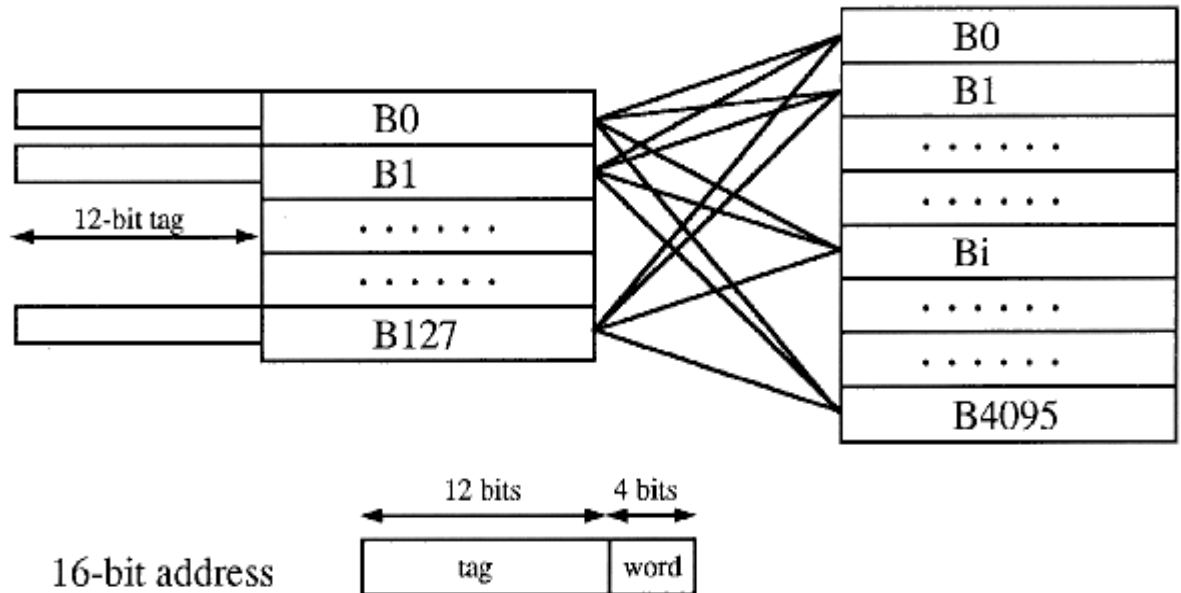 B0
B1
. . . . . .
. . . . . .
B127
12-bit tag
B0
B1
. . . . . .
. . . . . .
Bi
. . . . . .
. . . . . .
B4095
12 bits 4 bits
16-bit address tag word